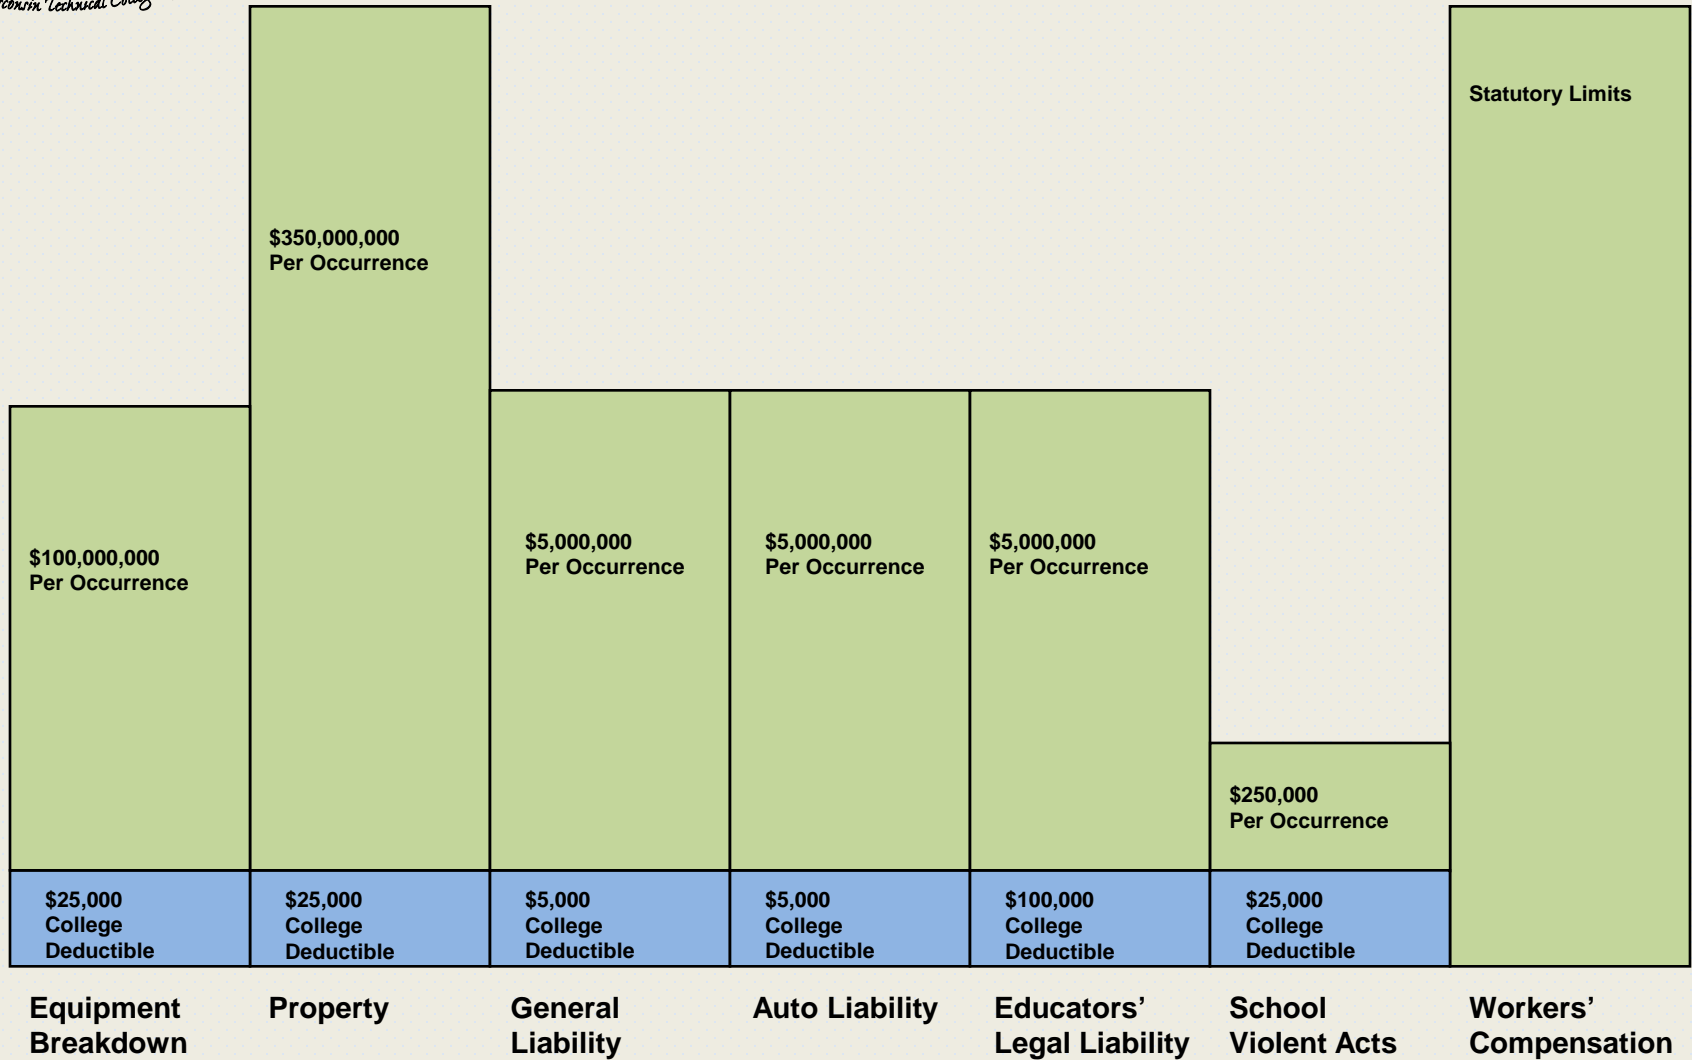 Technical
Statutory Limits
$350,000,000
Per Occurrence
$100,000,000
Per Occurrence
$5,000,000
Per Occurrence
$5,000,000
Per Occurrence
$5,000,000
Per Occurrence
$250,000
Per Occurrence
$25,000
College
Deductible
$25,000
College
Deductible
$5,000
College
Deductible
$5,000
College
Deductible
$100,000
College
Deductible
$25,000
College
Deductible
Equipment
Breakdown
Property
General
Liability
Auto Liability
Educators’
Legal Liability
School
Violent Acts
Workers’
Compensation